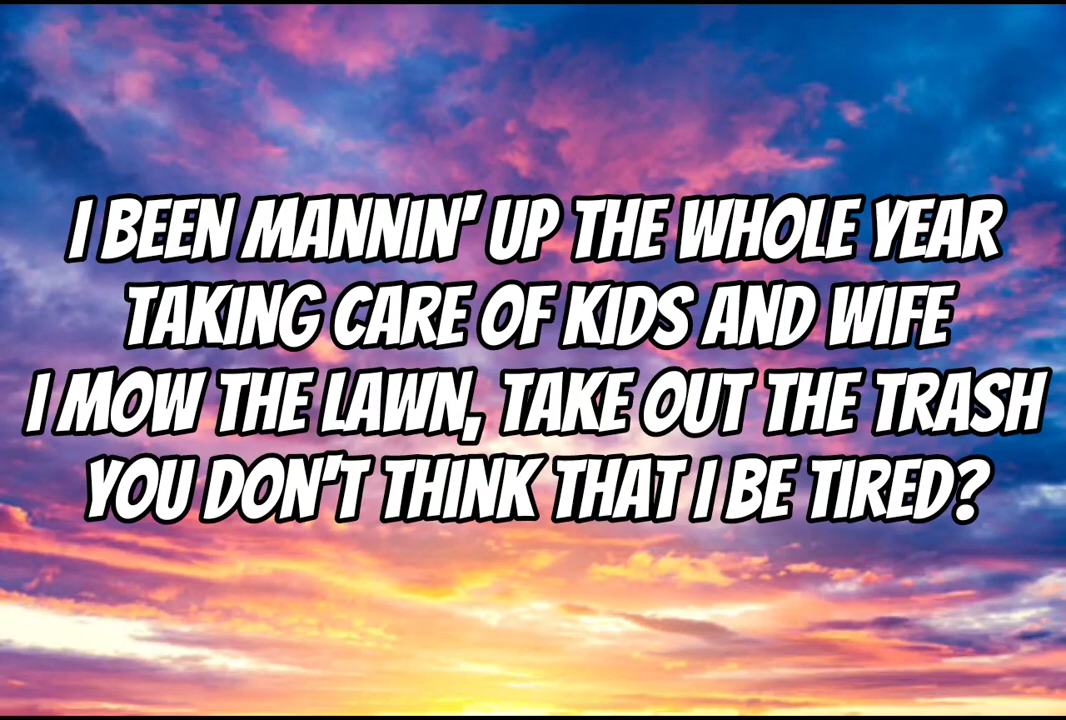 I BEEN MANNIN' UP THE WHOLE YEAR
TAKING CARE OF KIDS AND WIFE
I MOW THE LAWN, TAKE OUT THE TRASH
YOU DON'T THINK THAT I BE TIRED?